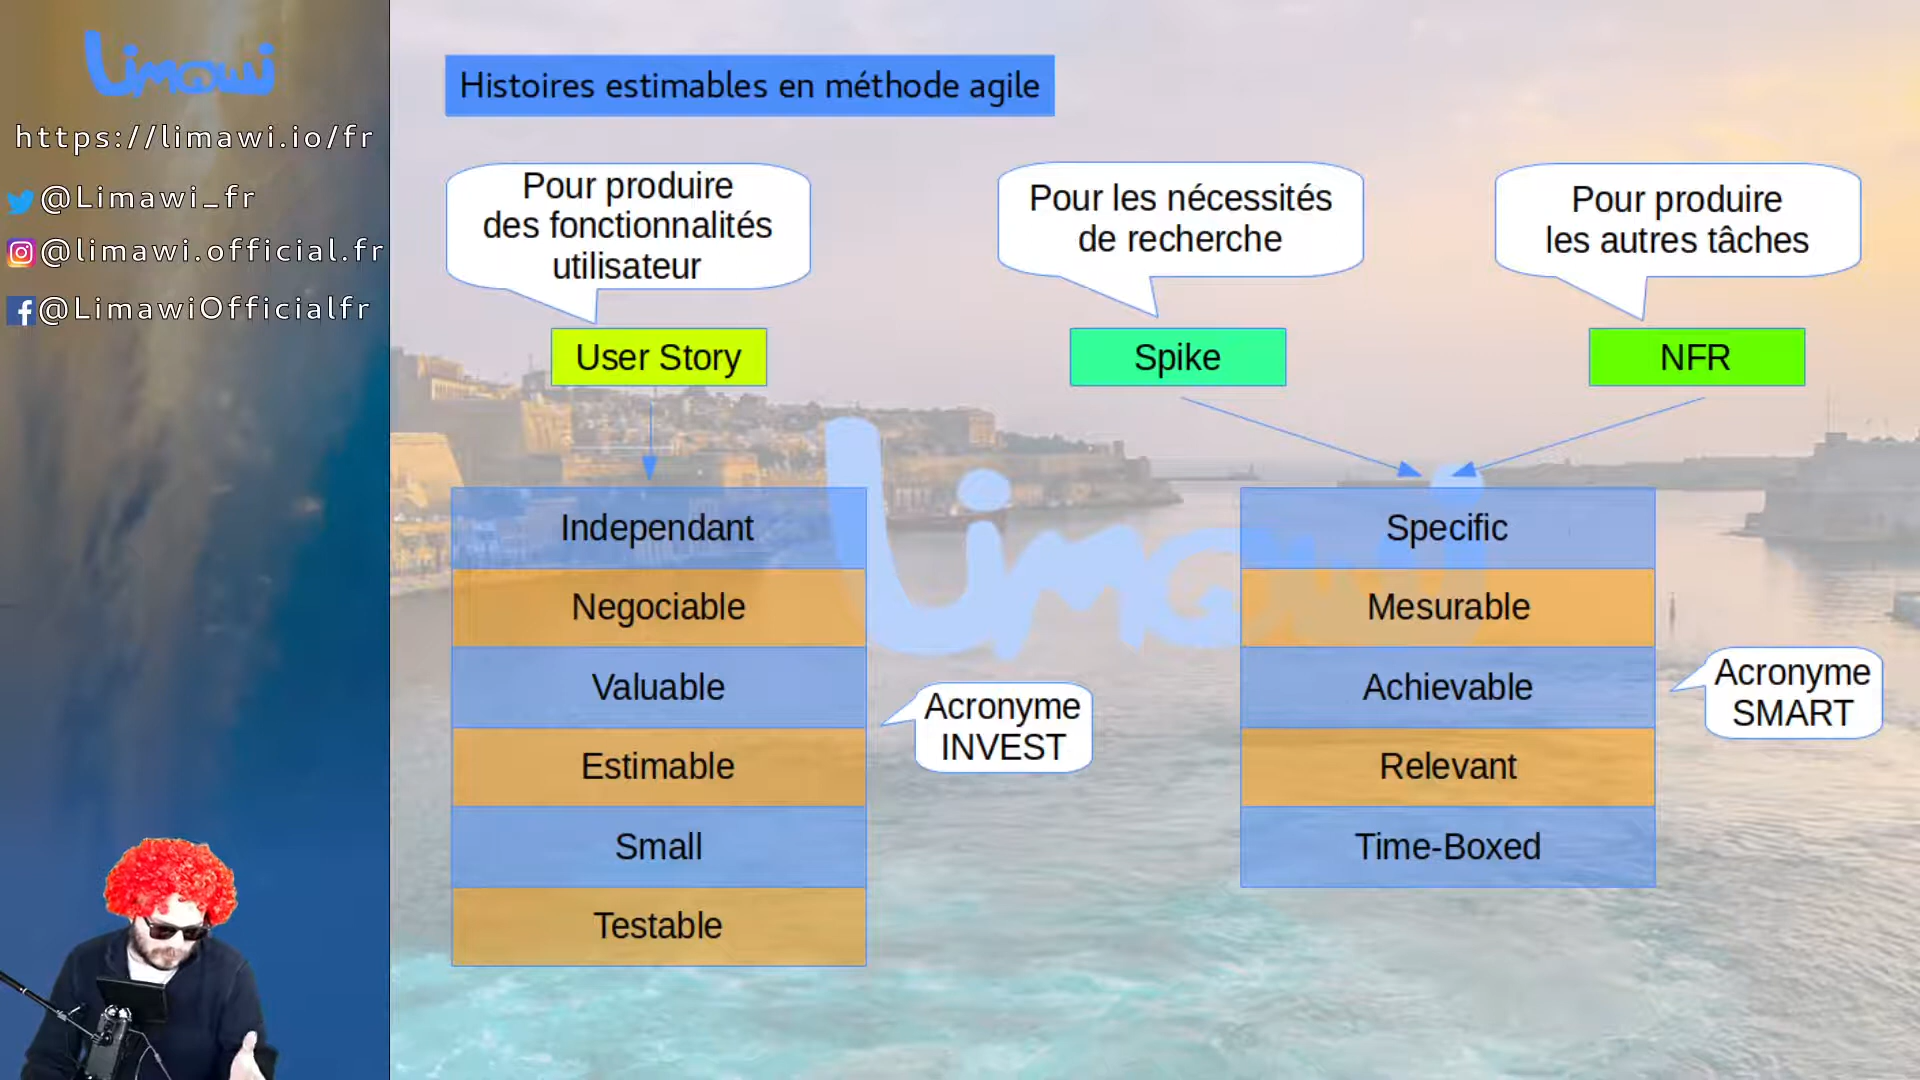 Limawi
https://limawi.io/fr
@Limawi_fr
@limawi.official.fr
@LimawiOfficialfr
Histoires estimables en méthode agile
Pour produire
des fonctionnalités
utilisateur
Pour les nécessités
de recherche
Pour produire
les autres tâches
User Story
Spike
NFR
Independant
Negociable
Valuable
Estimable
Small
Testable
Acronyme
INVEST
Limawi
Specific
Mesurable
Achievable
Relevant
Time-Boxed
Acronyme
SMART